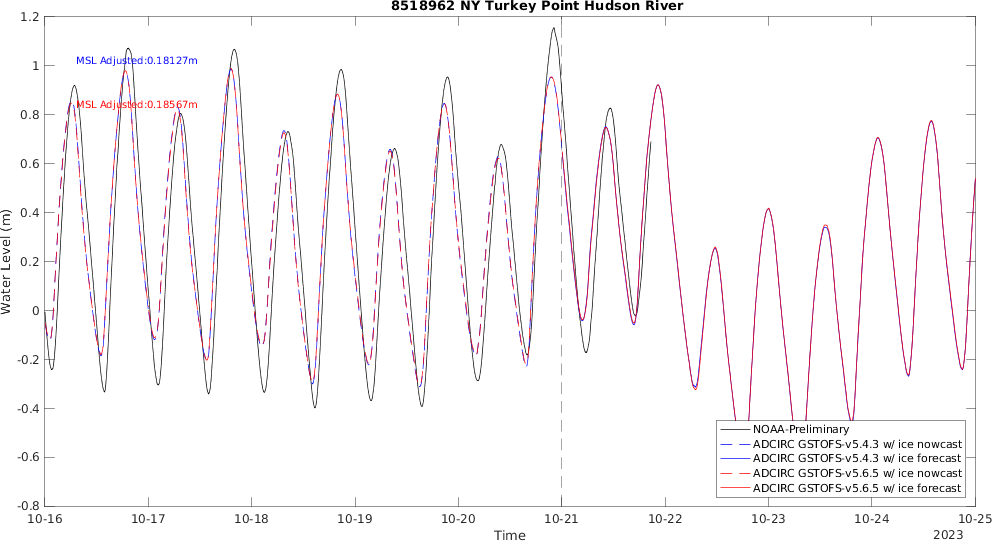 8518962 NY Turkey Point Hudson River
1.2
1
0.8
0.6
0.4
0.2
0
-0.2
-0.4
-0.6
-0.8
Water Level (m)
MSL Adjusted:0.18127m
MSL Adjusted:0.18567m
NOAA-Preliminary
ADCIRC GSTOFS-v5.4.3 w/ ice nowcast
ADCIRC GSTOFS-v5.4.3 w/ ice forecast
ADCIRC GSTOFS-v5.6.5 w/ ice nowcast
ADCIRC GSTOFS-v5.6.5 w/ ice forecast
10-16 10-17 10-18 10-19 10-20 10-21 10-22 10-23 10-24 10-25
Time
2023